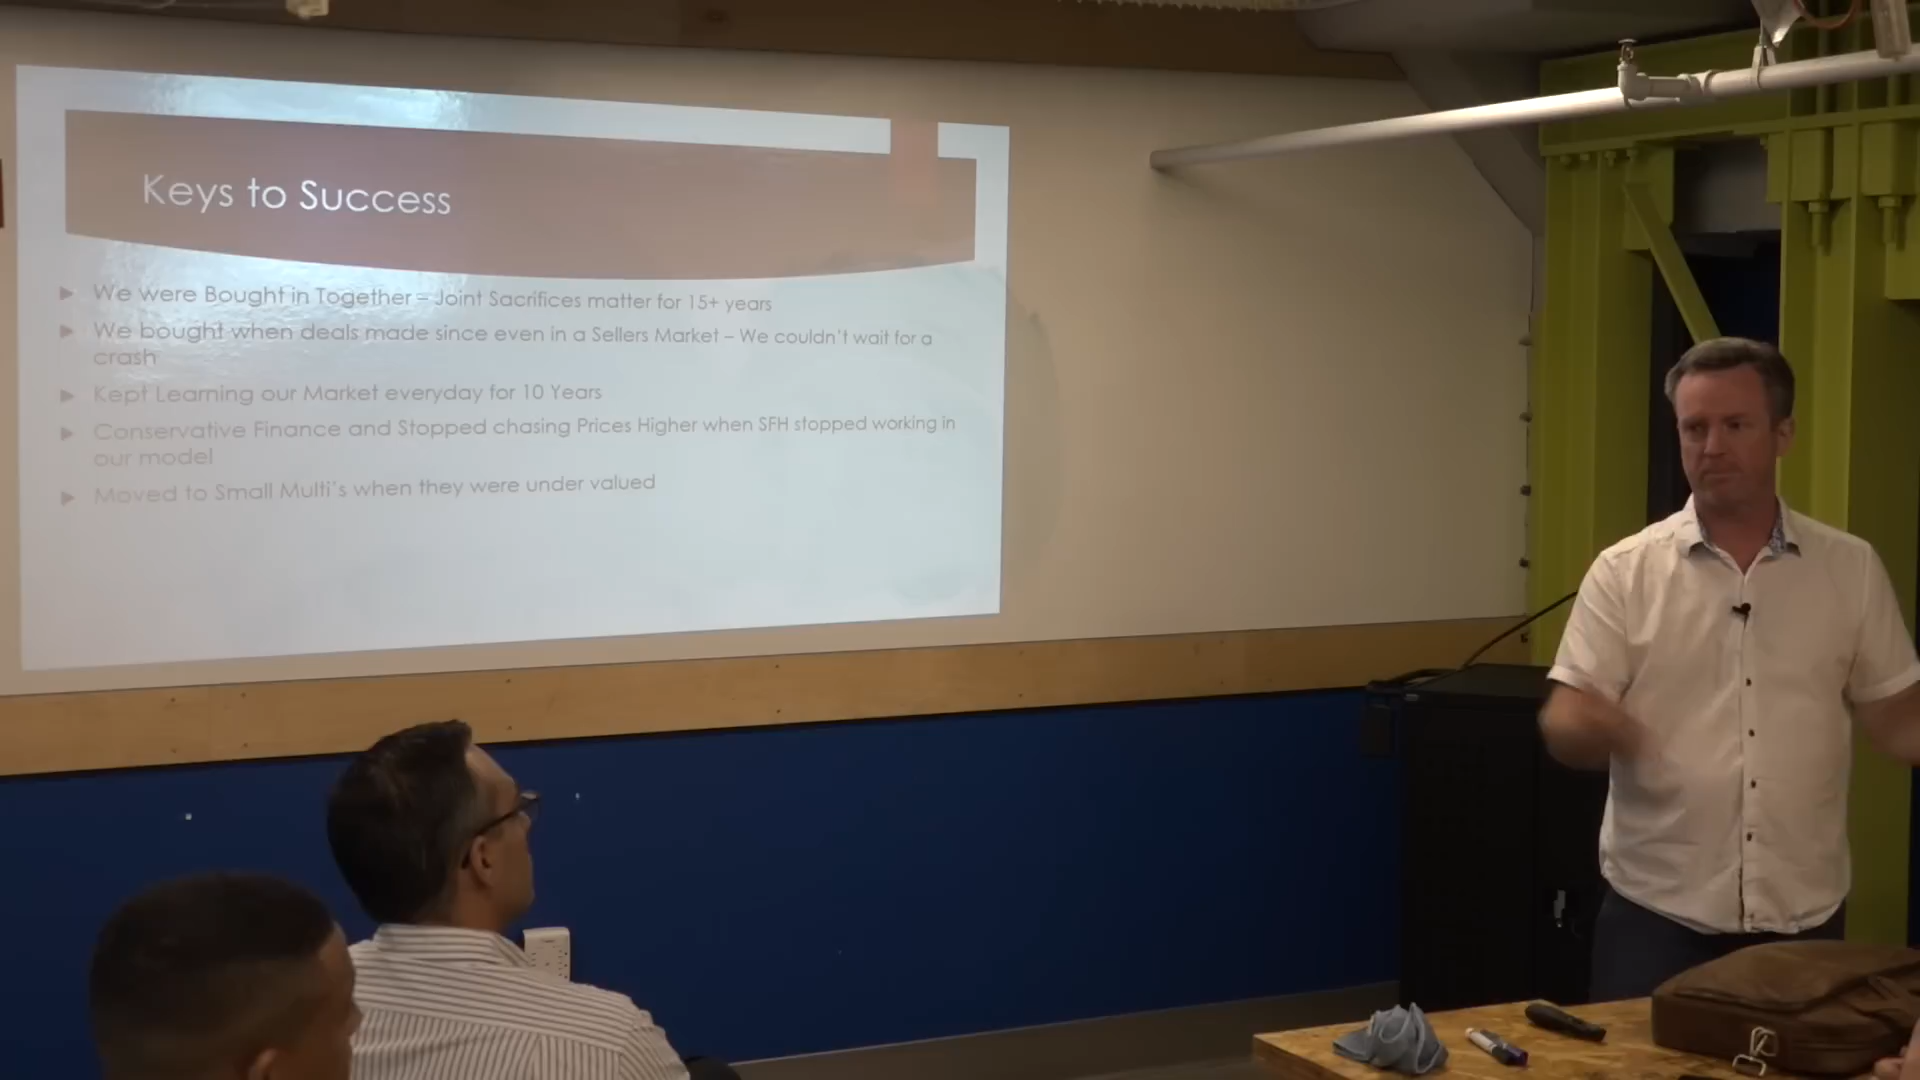 Keys to Success
We were Bought in Together – Joint Sacrifices matter for 15+ years
We bought when deals made since even in a Sellers Market – We couldn't wait for a
crash
Kept Learning our Market everyday for 10 Years
Conservative Finance and Stopped chasing Prices Higher when SFH stopped working in
our model
Moved to Small Multi's when they were under valued